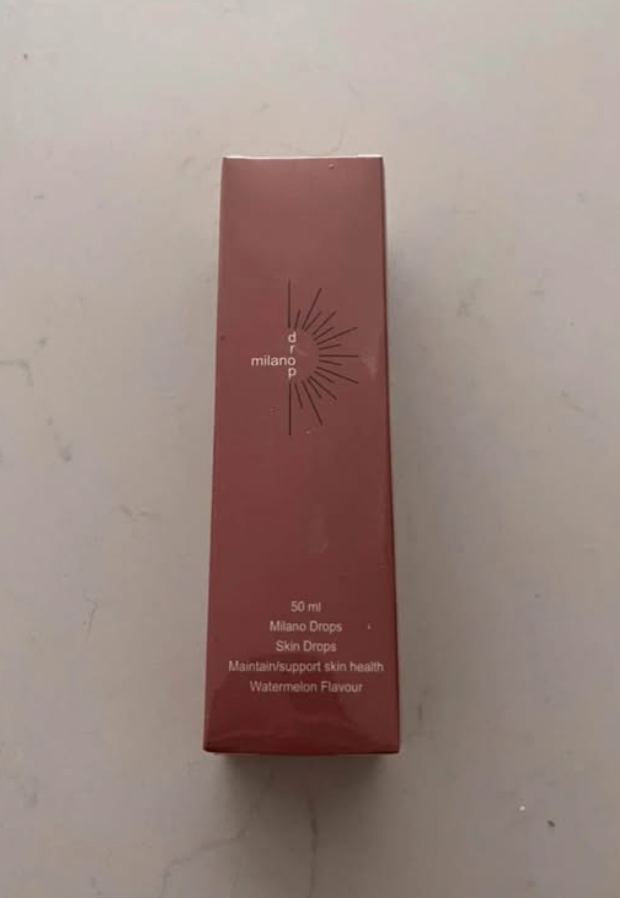 milano
drop
50 ml
Milano Drops
Skin Drops
Maintain/support skin health
Watermelon Flavour